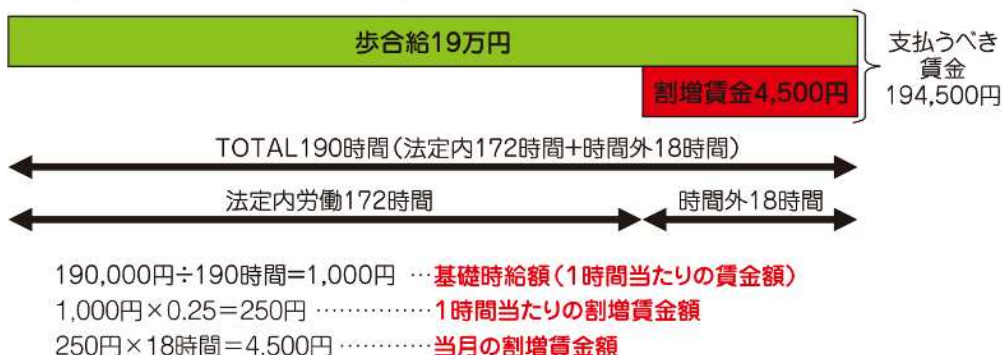 歩合給19万円
割増賃金4,500円
支払うべき
賃金
194,500円
TOTAL190時間(法定内172時間+時間外18時間)
法定内労働172時間
時間外18時間
190,000円÷190時間=1,000円 …基礎時給額(1時間当たりの賃金額)
1,000円×0.25=250円 ……………1時間当たりの割増賃金額
250円×18時間=4,500円 …………当月の割増賃金額